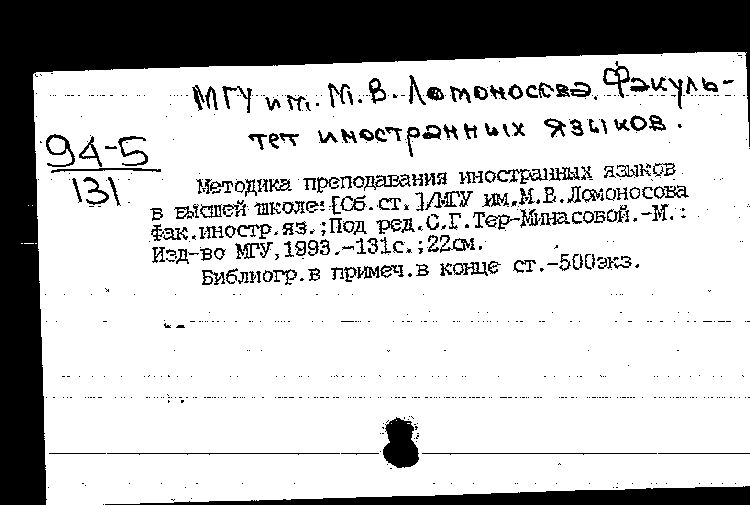 МГУ им. М.В. Ломоносова. Факуль-
тет иностранных языков.
94-5
131
Методика преподавания иностранных языков
в высшей школе: [Сб.ст.]/МГУ им.М.В.Ломоносова
Фак.иностр.яз.;Под ред.С.Г.Тер-Минасовой.-М.:
Изд-во МГУ,1993.-131с.;22см.
Библиогр.в примеч.в конце ст.-500экз.